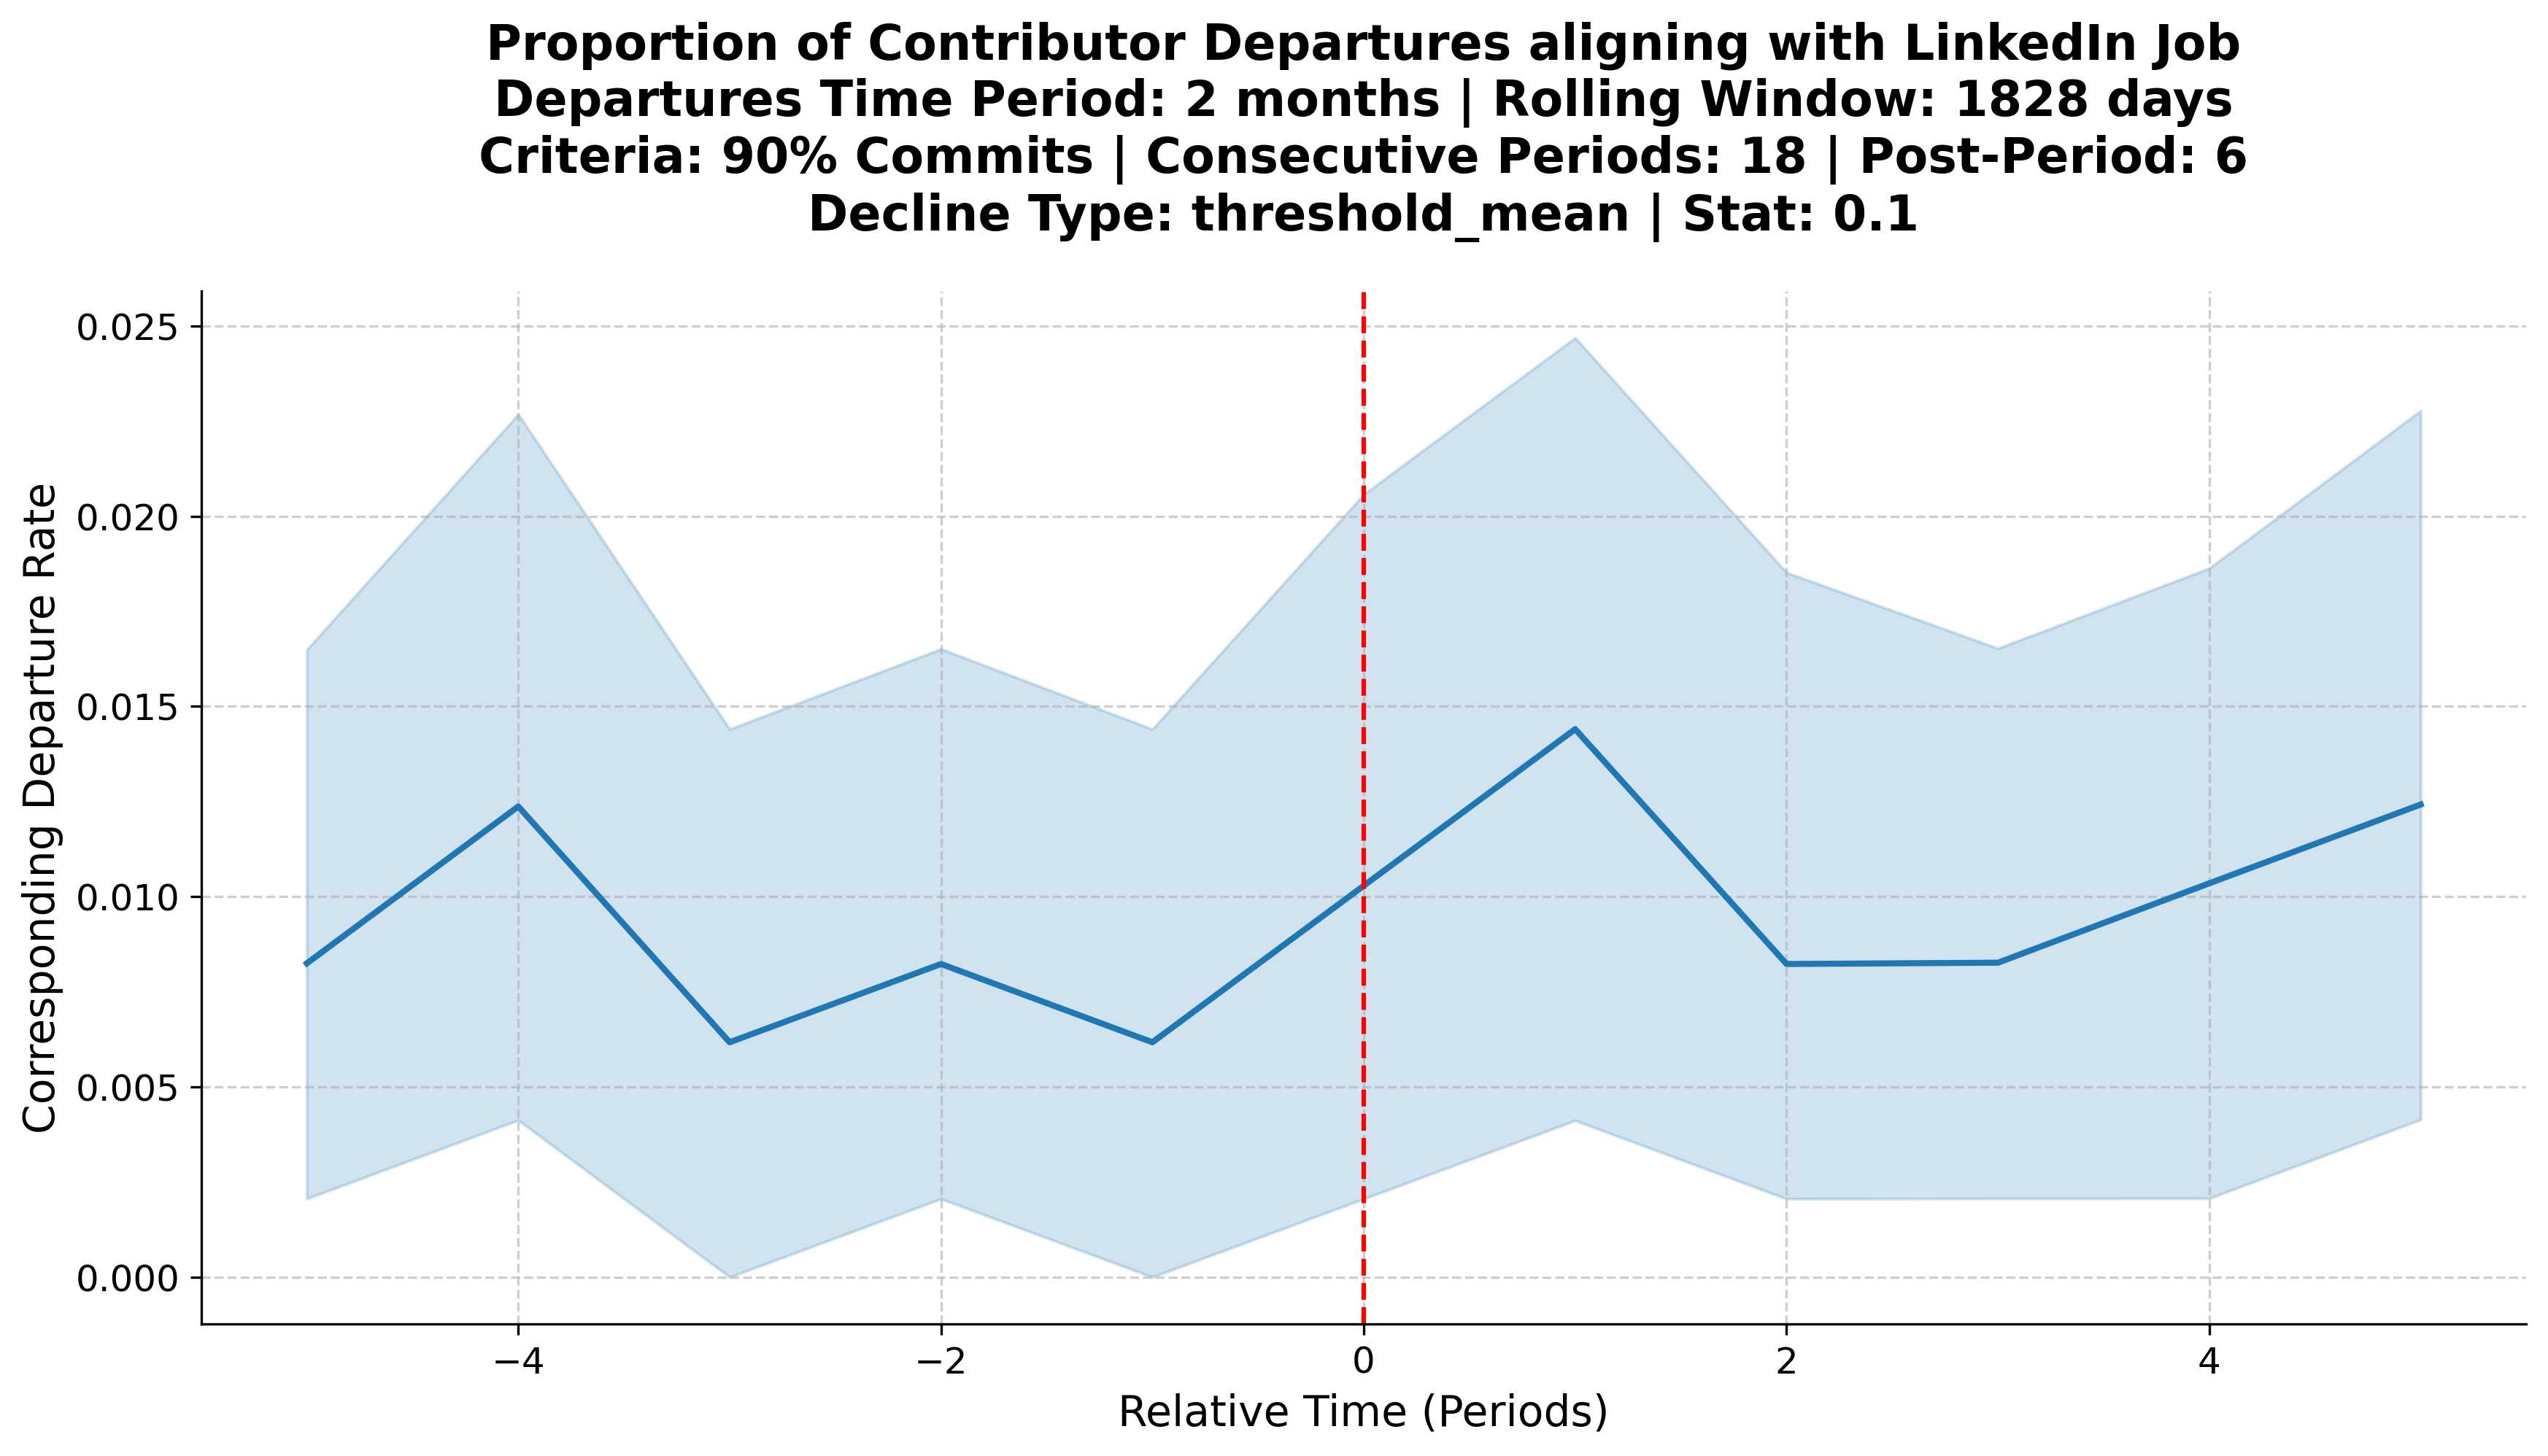 Proportion of Contributor Departures aligning with LinkedIn Job
Departures Time Period: 2 months | Rolling Window: 1828 days
Criteria: 90% Commits | Consecutive Periods: 18 | Post-Period: 6
Decline Type: threshold_mean | Stat: 0.1
Corresponding Departure Rate
0.025
0.020
0.015
0.010
0.005
0.000
−4
−2
0
2
4
Relative Time (Periods)